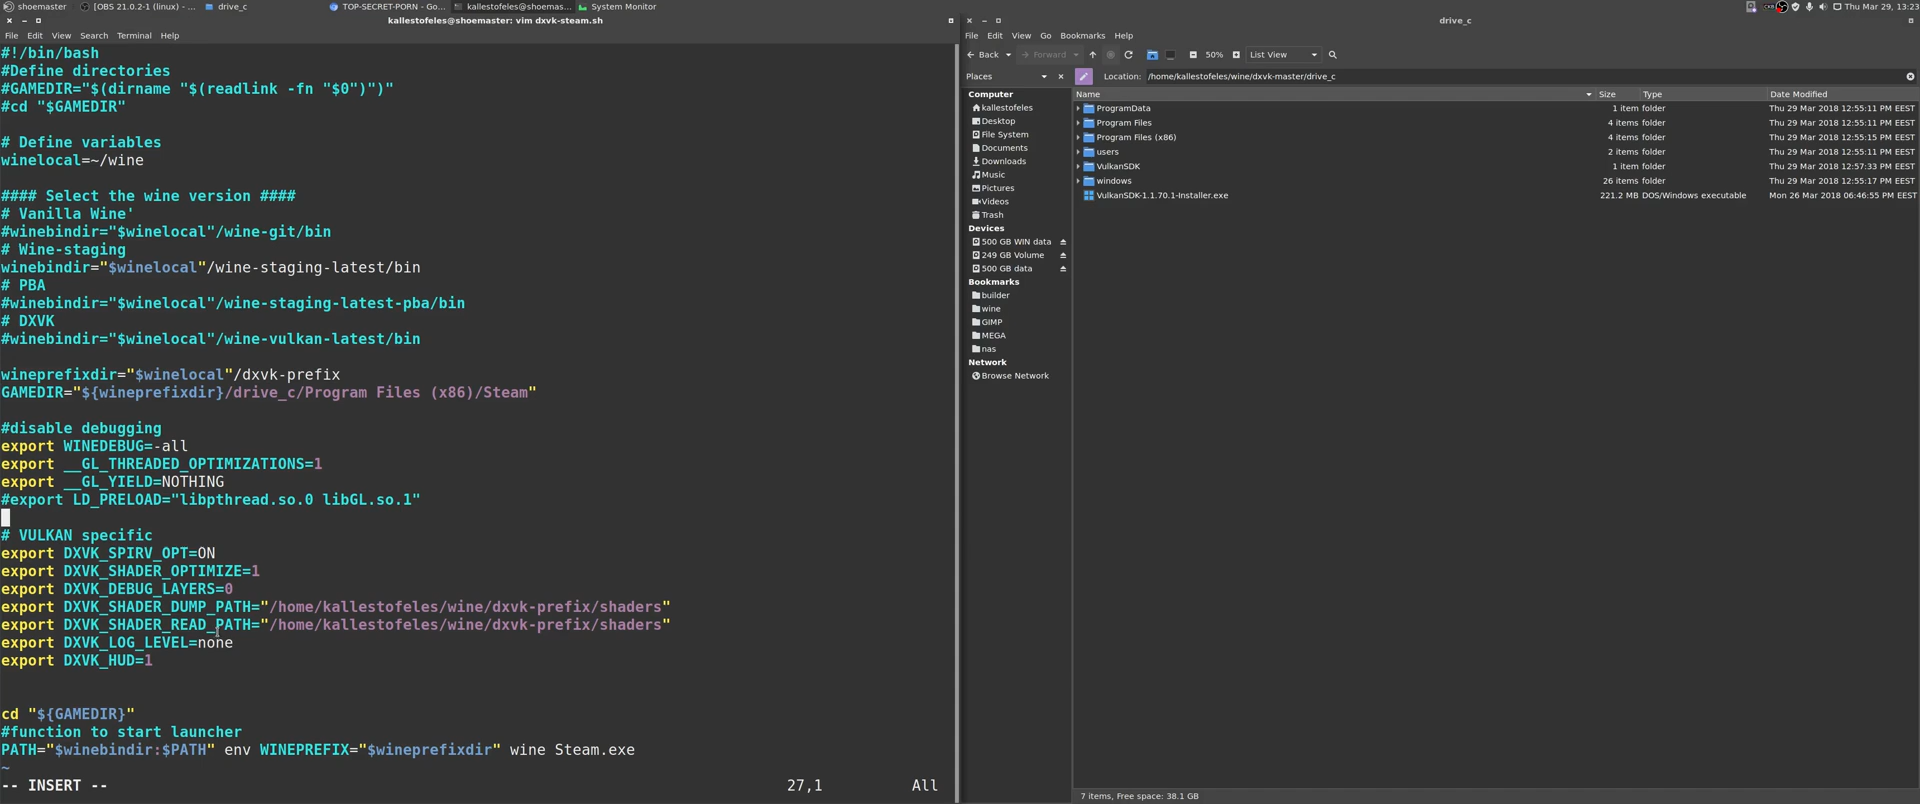 shoemaster
[OBS 21.0.2-1 (linux) - ...
drive_c
TOP-SECRET-PORN - Go...
kallestofeles@shoemas...
System Monitor
Thu Mar 29, 13:23
kallestofeles@shoemaster: vim dxvk-steam.sh
File Edit View Search Terminal Help
#!/bin/bash
#Define directories
#GAMEDIR="$(dirname "$(readlink -fn "$0")")"
#cd "$GAMEDIR"
# Define variables
winelocal=~/wine
#### Select the wine version ####
# Vanilla Wine'
#winebindir="$winelocal"/wine-git/bin
# Wine-staging
winebindir="$winelocal"/wine-staging-latest/bin
# PBA
#winebindir="$winelocal"/wine-staging-latest-pba/bin
# DXVK
#winebindir="$winelocal"/wine-vulkan-latest/bin
wineprefixdir="$winelocal"/dxvk-prefix
GAMEDIR="${wineprefixdir}/drive_c/Program Files (x86)/Steam"
#disable debugging
export WINEDEBUG=-all
export __GL_THREADED_OPTIMIZATIONS=1
export __GL_YIELD=NOTHING
#export LD_PRELOAD="libpthread.so.0 libGL.so.1"
# VULKAN specific
export DXVK_SPIRV_OPT=ON
export DXVK_SHADER_OPTIMIZE=1
export DXVK_DEBUG_LAYERS=0
export DXVK_SHADER_DUMP_PATH="/home/kallestofeles/wine/dxvk-prefix/shaders"
export DXVK_SHADER_READ_PATH="/home/kallestofeles/wine/dxvk-prefix/shaders"
export DXVK_LOG_LEVEL=none
export DXVK_HUD=1
cd "${GAMEDIR}"
#function to start launcher
PATH="$winebindir:$PATH" env WINEPREFIX="$wineprefixdir" wine Steam.exe
~
-- INSERT -- 27,1 All
drive_c
File Edit View Go Bookmarks Help
Back Forward 50% List View
Places Location: /home/kallestofeles/wine/dxvk-master/drive_c
Computer
kallestofeles
Desktop
File System
Documents
Downloads
Music
Pictures
Videos
Trash
Devices
500 GB WIN data
249 GB Volume
500 GB data
Bookmarks
builder
wine
GIMP
MEGA
nas
Network
Browse Network
Name Size Type Date Modified
ProgramData 1 item folder Thu 29 Mar 2018 12:55:11 PM EEST
Program Files 4 items folder Thu 29 Mar 2018 12:55:11 PM EEST
Program Files (x86) 4 items folder Thu 29 Mar 2018 12:55:15 PM EEST
users 2 items folder Thu 29 Mar 2018 12:55:11 PM EEST
VulkanSDK 1 item folder Thu 29 Mar 2018 12:57:33 PM EEST
windows 26 items folder Thu 29 Mar 2018 12:55:17 PM EEST
VulkanSDK-1.1.70.1-Installer.exe 221.2 MB DOS/Windows executable Mon 26 Mar 2018 06:46:55 PM EEST
7 items, Free space: 38.1 GB